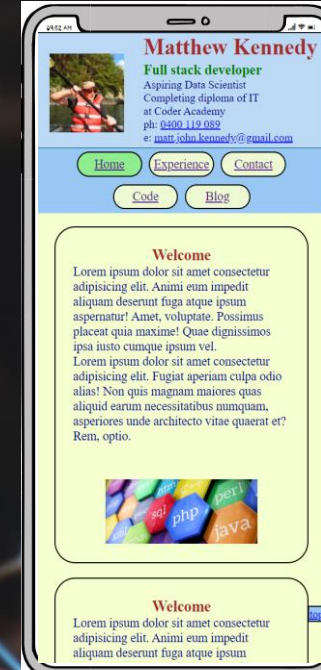 Matthew Kennedy
Full stack developer
Aspiring Data Scientist
Completing diploma of IT
at Coder Academy
ph: 0400 119 089
e: matt.john.kennedy@gmail.com
Home
Experience
Contact
Code
Blog
Welcome
Lorem ipsum dolor sit amet consectetur
adipisicing elit. Animi eum impedit
aliquam deserunt fuga atque ipsum
aspernatur! Amet, voluptate. Possimus
placeat quia maxime! Quae dignissimos
ipsa iusto cumque ipsum vel.
Lorem ipsum dolor sit amet consectetur
adipisicing elit. Fugiat aperiam culpa odio
alias! Non quis magnam maiores quas
aliquid earum necessitatibus numquam,
asperiores unde architecto vitae quaerat et?
Rem, optio.
html
perl
sql
php
java
Welcome
Lorem ipsum dolor sit amet consectetur
adipisicing elit. Animi eum impedit
aliquam deserunt fuga atque ipsum
top